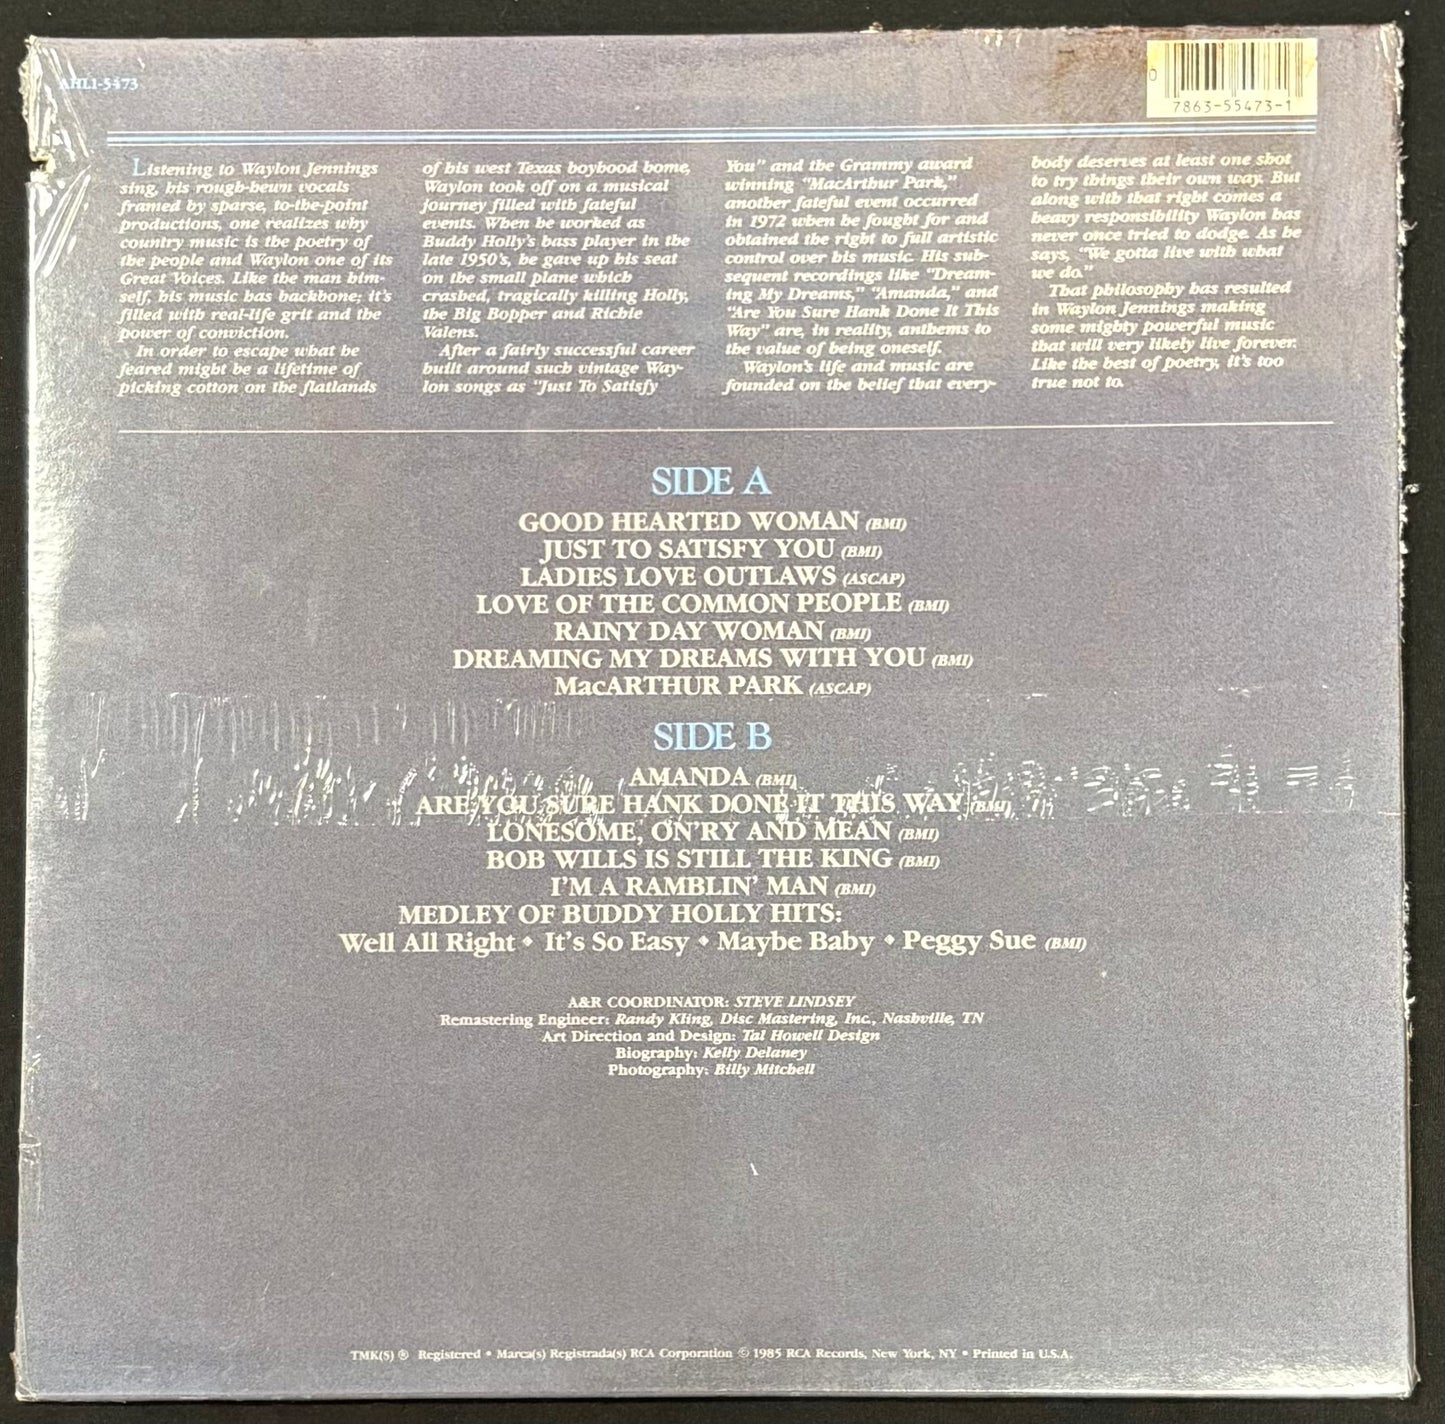 AHL1-5473
0
7
7863-55473-1
Listening to Waylon Jennings
sing, his rough-hewn vocals
framed by sparse, to-the-point
productions, one realizes why
country music is the poetry of
the people and Waylon one of its
Great Voices. Like the man him-
self, his music has backbone; it's
filled with real-life grit and the
power of conviction.
In order to escape what he
feared might be a lifetime of
picking cotton on the flatlands
of his west Texas boyhood home,
Waylon took off on a musical
journey filled with fateful
events. When he worked as
Buddy Holly's bass player in the
late 1950's, he gave up his seat
on the small plane which
crashed, tragically killing Holly,
the Big Bopper and Richie
Valens.
After a fairly successful career
built around such vintage Way-
lon songs as "Just To Satisfy
You" and the Grammy award
winning "MacArthur Park,"
another fateful event occurred
in 1972 when he fought for and
obtained the right to full artistic
control over his music. His sub-
sequent recordings like "Dream-
ing My Dreams," "Amanda," and
"Are You Sure Hank Done It This
Way" are, in reality, anthems to
the value of being oneself.
Waylon's life and music are
founded on the belief that every-
body deserves at least one shot
to try things their own way. But
along with that right comes a
heavy responsibility Waylon has
never once tried to dodge. As he
says, "We gotta live with what
we do."
That philosophy has resulted
in Waylon Jennings making
some mighty powerful music
that will very likely live forever.
Like the best of poetry, it's too
true not to.
SIDE A
GOOD HEARTED WOMAN (BMI)
JUST TO SATISFY YOU (BMI)
LADIES LOVE OUTLAWS (ASCAP)
LOVE OF THE COMMON PEOPLE (BMI)
RAINY DAY WOMAN (BMI)
DREAMING MY DREAMS WITH YOU (BMI)
MacARTHUR PARK (ASCAP)
SIDE B
AMANDA (BMI)
ARE YOU SURE HANK DONE IT THIS WAY (BMI)
LONESOME, ON'RY AND MEAN (BMI)
BOB WILLS IS STILL THE KING (BMI)
I'M A RAMBLIN' MAN (BMI)
MEDLEY OF BUDDY HOLLY HITS:
Well All Right • It's So Easy • Maybe Baby • Peggy Sue (BMI)
A&R COORDINATOR: STEVE LINDSEY
Remastering Engineer: Randy Kling, Disc Mastering, Inc., Nashville, TN
Art Direction and Design: Tal Howell Design
Biography: Kelly Delaney
Photography: Billy Mitchell
TMK(S) ® Registered • Marca(s) Registrada(s) RCA Corporation © 1985 RCA Records, New York, NY • Printed in U.S.A.